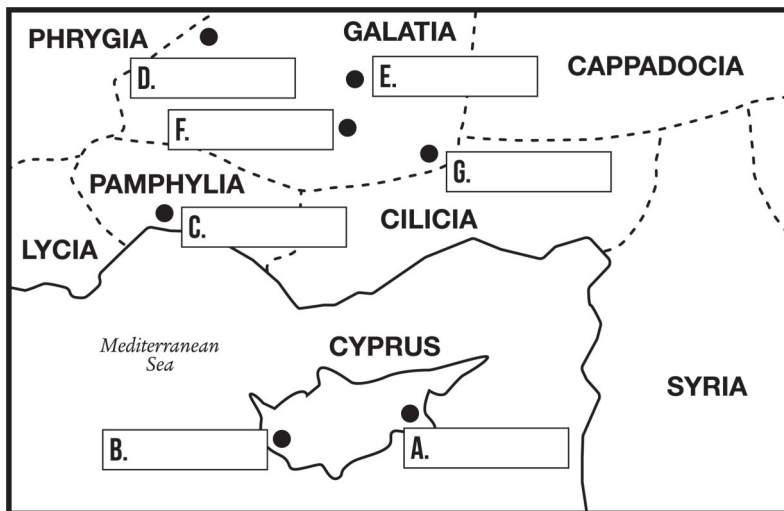 PHRYGIA
GALATIA
CAPPADOCIA
D.
E.
F.
G.
PAMPHYLIA
C.
CILICIA
LYCIA
Mediterranean
Sea
CYPRUS
SYRIA
B.
A.